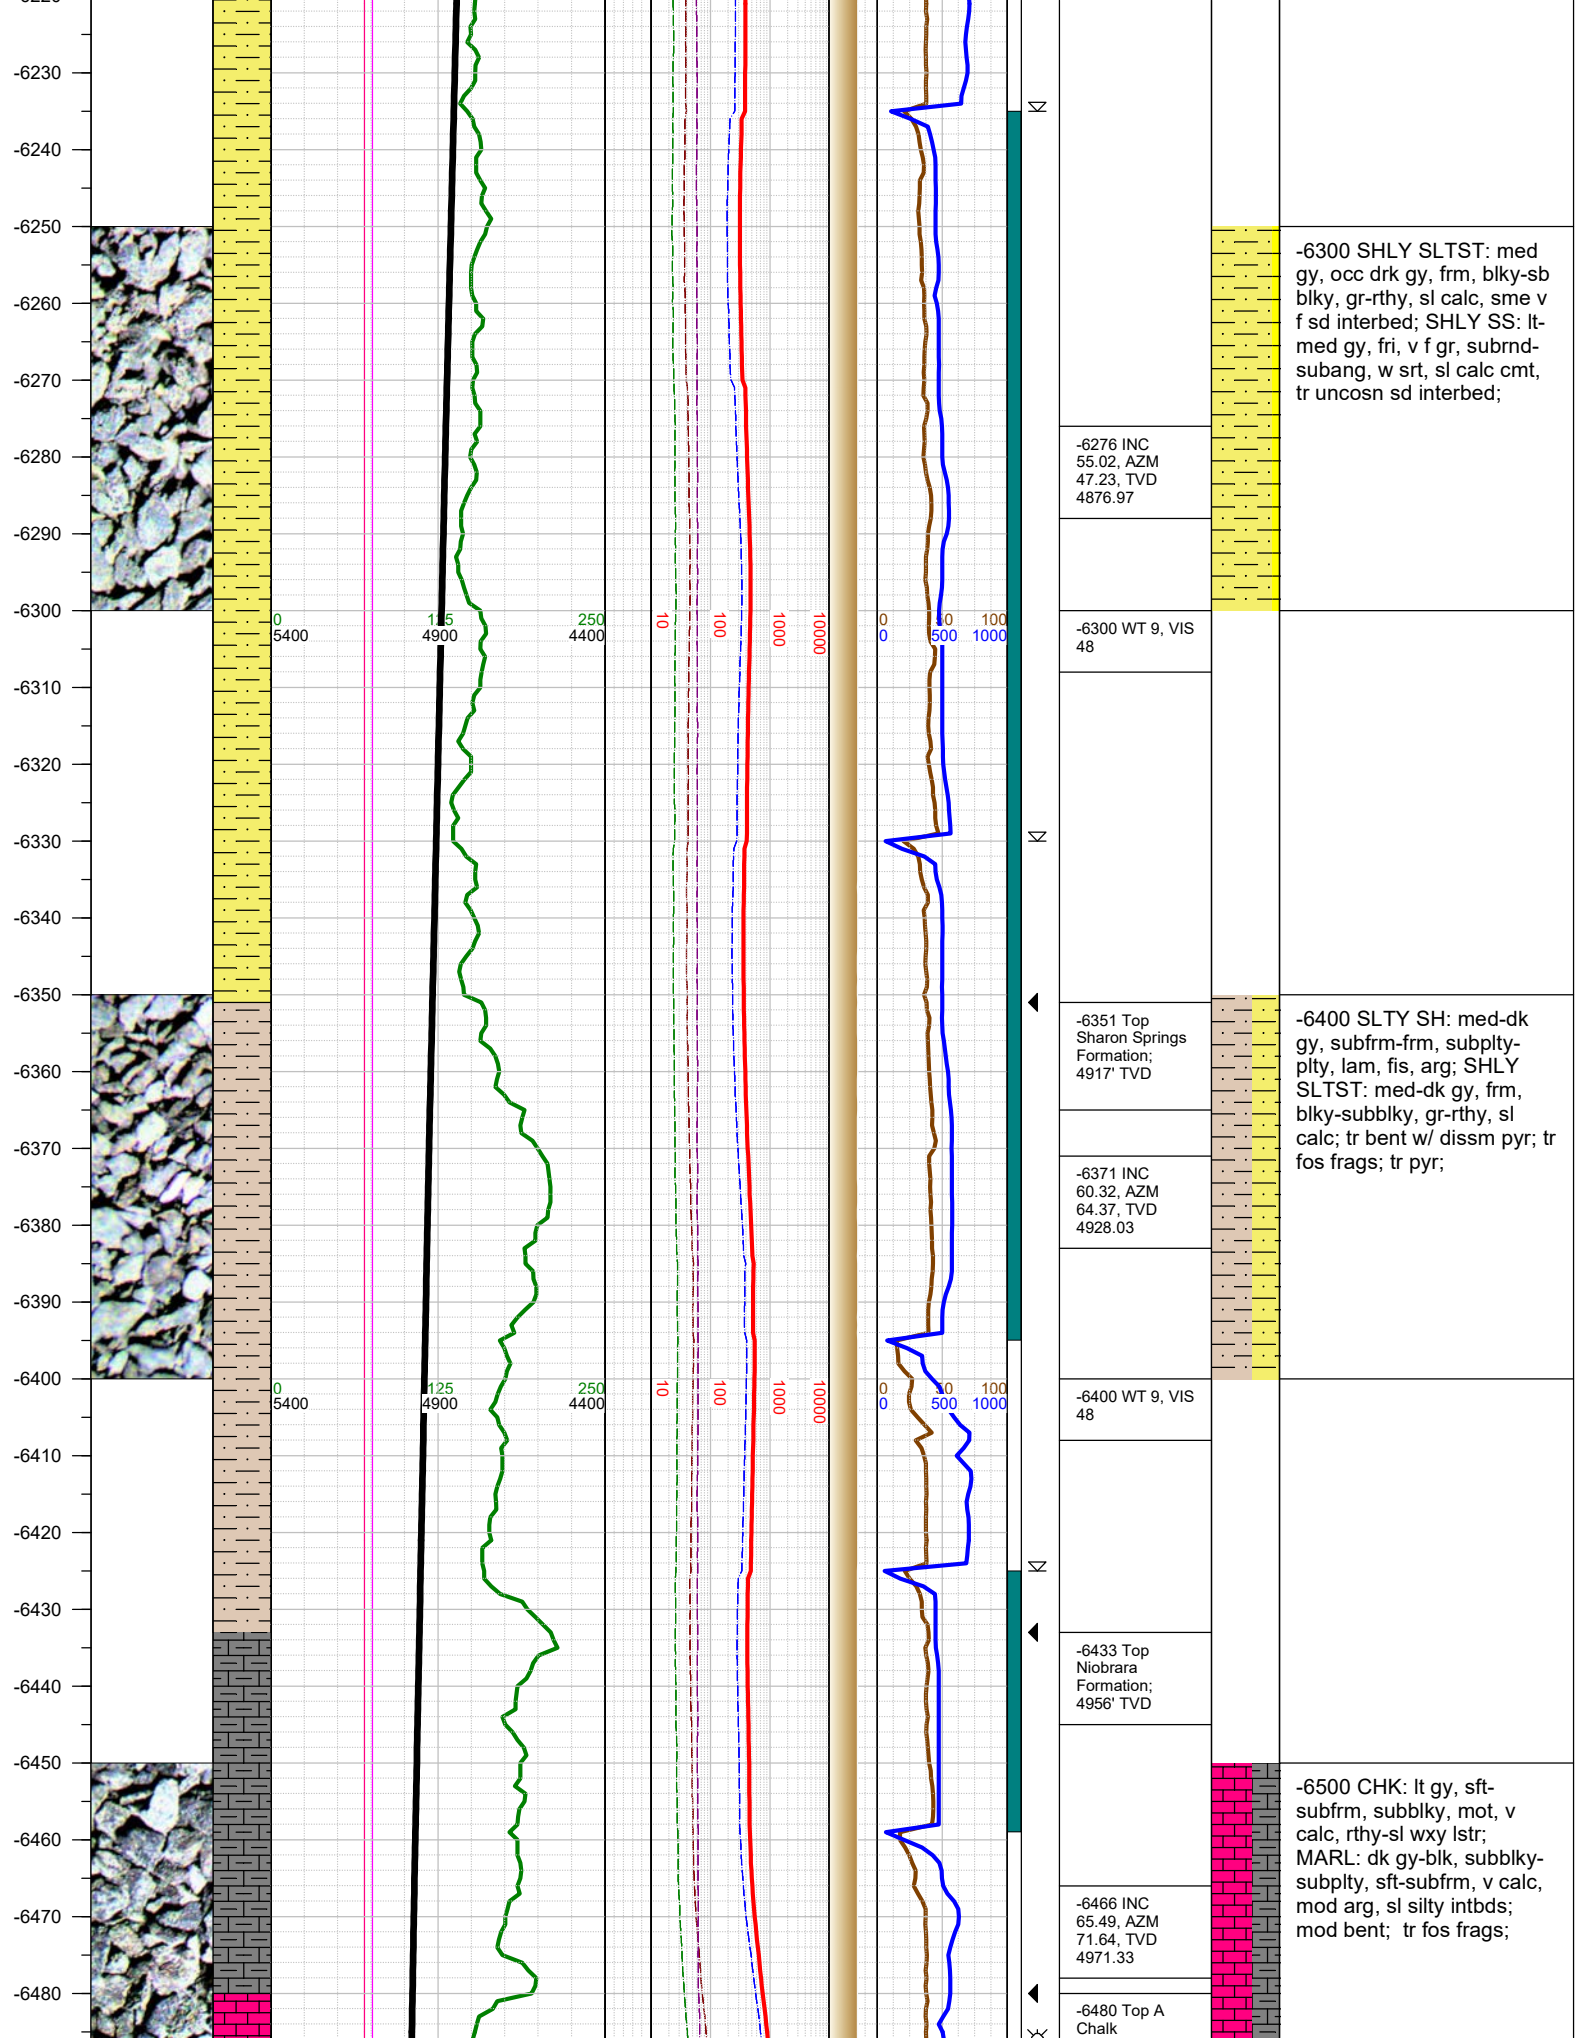 -6230
-6240
-6250
-6260
-6270
-6280
-6290
-6300
-6310
-6320
-6330
-6340
-6350
-6360
-6370
-6380
-6390
-6400
-6410
-6420
-6430
-6440
-6450
-6460
-6470
-6480
0 250
5400 4900 4400
10 100 1000 10000
0 50 100
0 500 1000
0 125 250
5400 4900 4400
10 100 1000 10000
0 50 100
0 500 1000
-6276 INC
55.02, AZM
47.23, TVD
4876.97
-6300 WT 9, VIS
48
-6351 Top
Sharon Springs
Formation;
4917' TVD
-6371 INC
60.32, AZM
64.37, TVD
4928.03
-6400 WT 9, VIS
48
-6433 Top
Niobrara
Formation;
4956' TVD
-6466 INC
65.49, AZM
71.64, TVD
4971.33
-6480 Top A
Chalk
-6300 SHLY SLTST: med
gy, occ drk gy, frm, blky-sb
blky, gr-rthy, sl calc, sme v
f sd interbed; SHLY SS: lt-
med gy, fri, v f gr, subrnd-
subang, w srt, sl calc cmt,
tr uncosn sd interbed;
-6400 SLTY SH: med-dk
gy, subfrm-frm, subplty-
plty, lam, fis, arg; SHLY
SLTST: med-dk gy, frm,
blky-subblky, gr-rthy, sl
calc; tr bent w/ dissm pyr; tr
fos frags; tr pyr;
-6500 CHK: lt gy, sft-
subfrm, subblky, mot, v
calc, rthy-sl wxy lstr;
MARL: dk gy-blk, subblky-
subplty, sft-subfrm, v calc,
mod arg, sl silty intbds;
mod bent;  tr fos frags;